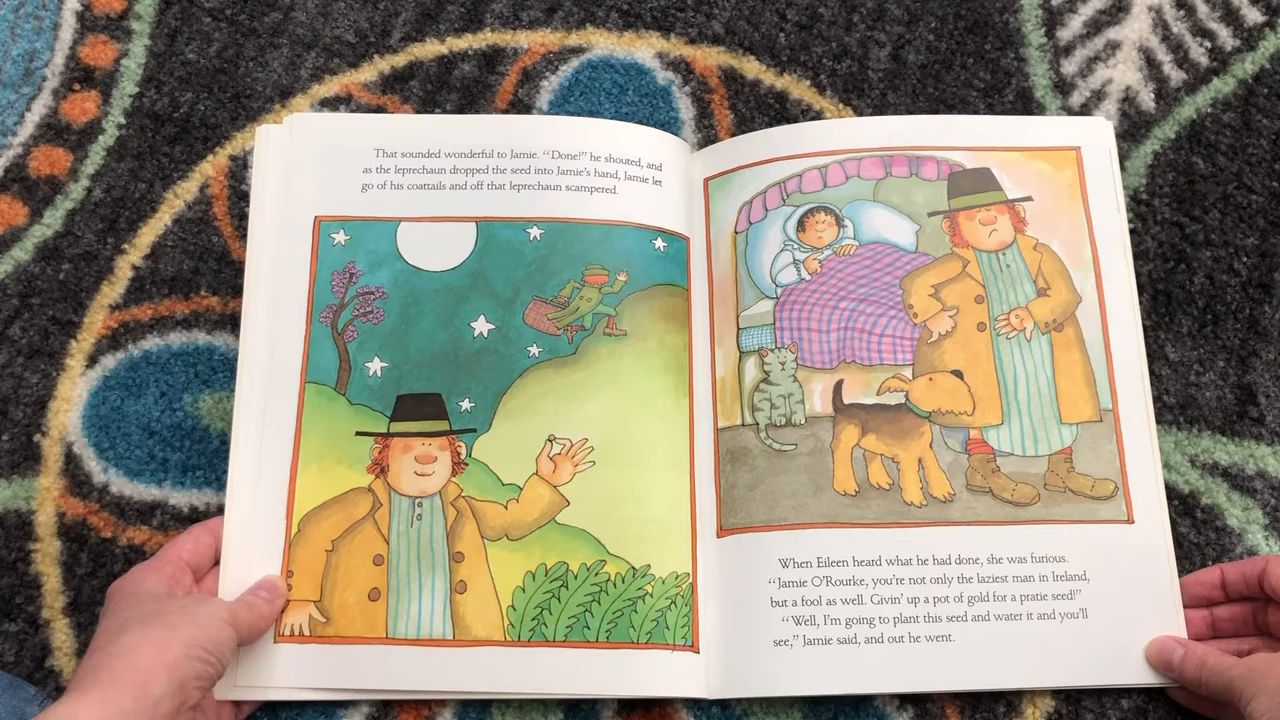 That sounded wonderful to Jamie. “Done!” he shouted, and
as the leprechaun dropped the seed into Jamie's hand, Jamie let
go of his coattails and off that leprechaun scampered.
When Eileen heard what he had done, she was furious.
“Jamie O'Rourke, you're not only the laziest man in Ireland,
but a fool as well. Givin' up a pot of gold for a pratie seed!”
“Well, I'm going to plant this seed and water it and you'll
see,” Jamie said, and out he went.